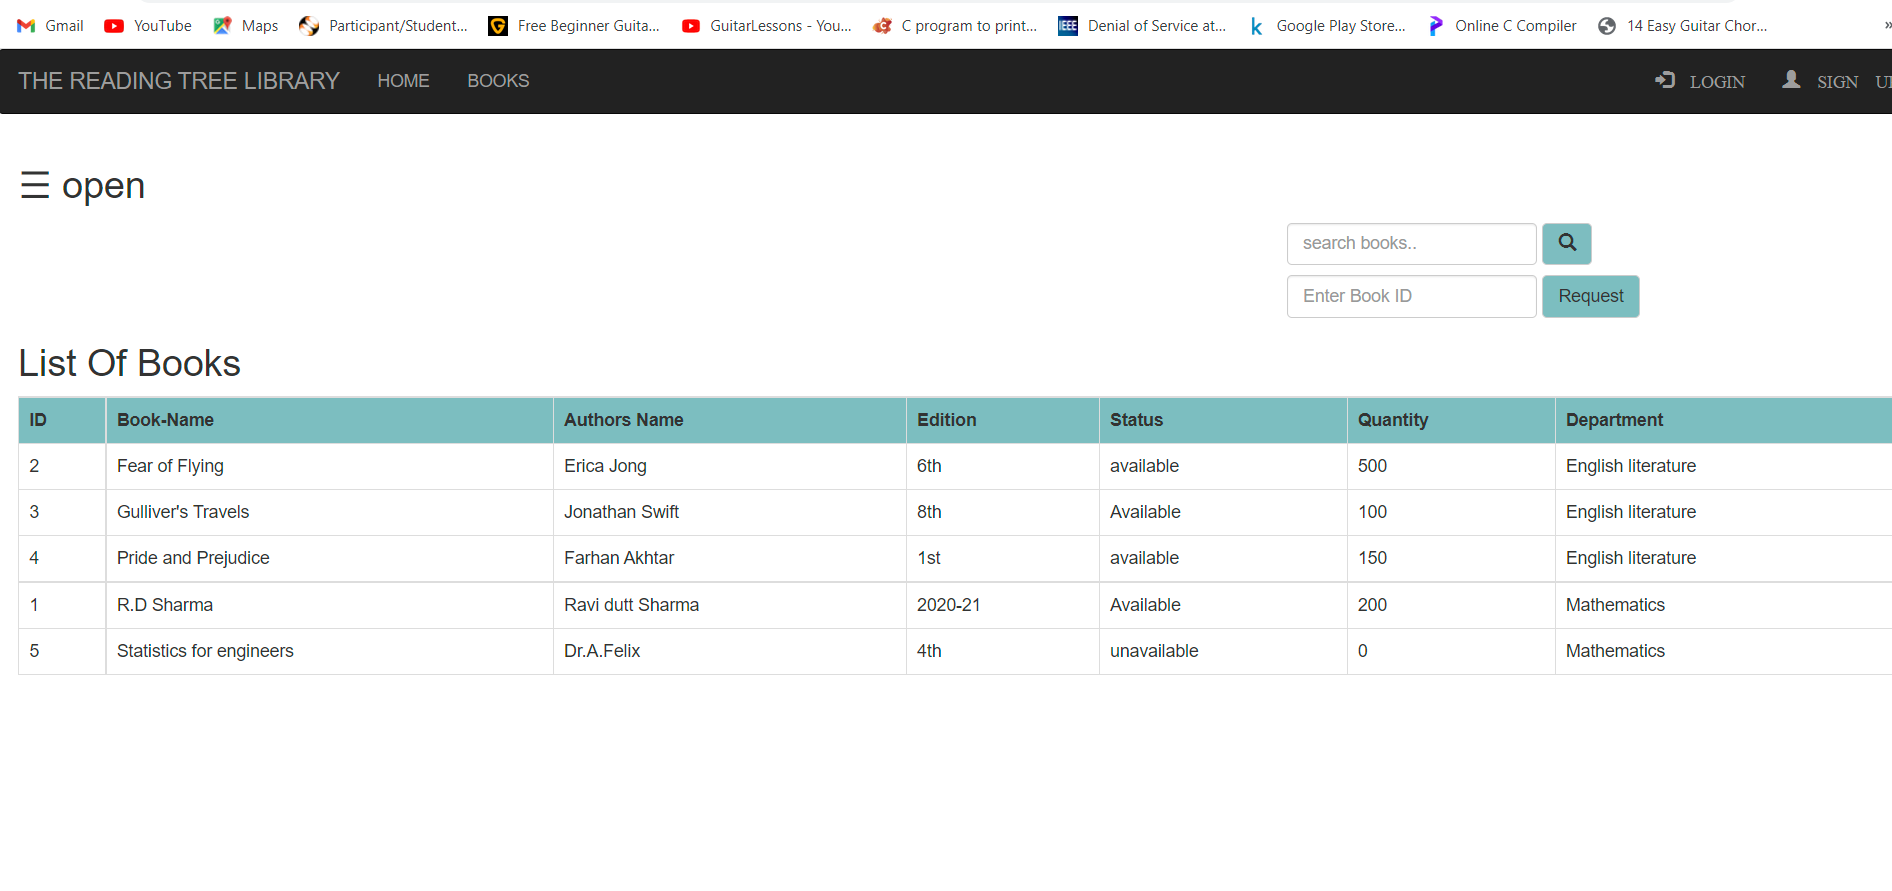 Gmail YouTube Maps Participant/Student... Free Beginner Guita... GuitarLessons - You... C program to print... IEEE Denial of Service at... k Google Play Store... Online C Compiler 14 Easy Guitar Chor... »
THE READING TREE LIBRARY HOME BOOKS LOGIN SIGN
☰ open
search books..
Enter Book ID Request
List Of Books
ID Book-Name Authors Name Edition Status Quantity Department
2 Fear of Flying Erica Jong 6th available 500 English literature
3 Gulliver's Travels Jonathan Swift 8th Available 100 English literature
4 Pride and Prejudice Farhan Akhtar 1st available 150 English literature
1 R.D Sharma Ravi dutt Sharma 2020-21 Available 200 Mathematics
5 Statistics for engineers Dr.A.Felix 4th unavailable 0 Mathematics